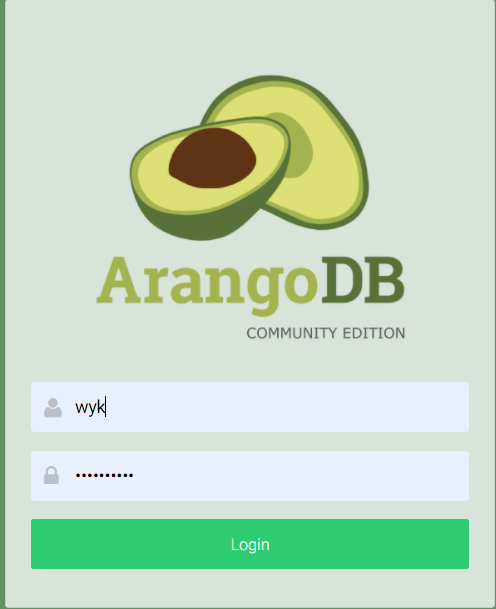 ArangoDB
COMMUNITY EDITION
wyk
••••••••••
Login